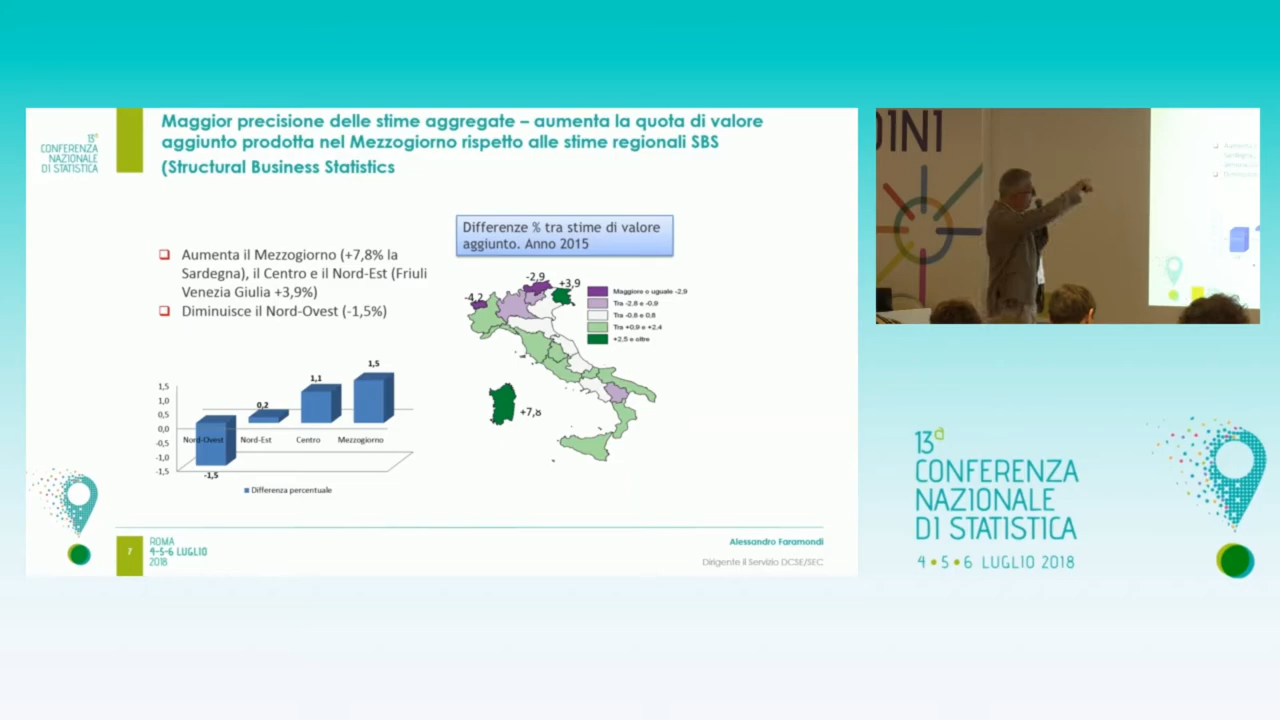 13ª
CONFERENZA
NAZIONALE
DI STATISTICA
Maggior precisione delle stime aggregate – aumenta la quota di valore
aggiunto prodotta nel Mezzogiorno rispetto alle stime regionali SBS
(Structural Business Statistics
Aumenta il Mezzogiorno (+7,8% la
Sardegna), il Centro e il Nord-Est (Friuli
Venezia Giulia +3,9%)
Diminuisce il Nord-Ovest (-1,5%)
Differenze % tra stime di valore
aggiunto. Anno 2015
-2,9
+3,9
-4,2
+7,8
Maggiore o uguale -2,9
Tra -2,8 e -0,9
Tra -0,8 e 0,8
Tra +0,9 e +2,4
+2,5 e oltre
1,5
1,0
0,5
0,0
-0,5
-1,0
-1,5
-1,5
0,2
1,1
1,5
Nord-Ovest
Nord-Est
Centro
Mezzogiorno
Differenza percentuale
7
ROMA
4-5-6 LUGLIO
2018
Alessandro Faramondi
Dirigente il Servizio DCSE/SEC
DINI
13ª
CONFERENZA
NAZIONALE
DI STATISTICA
4 • 5 • 6 LUGLIO 2018